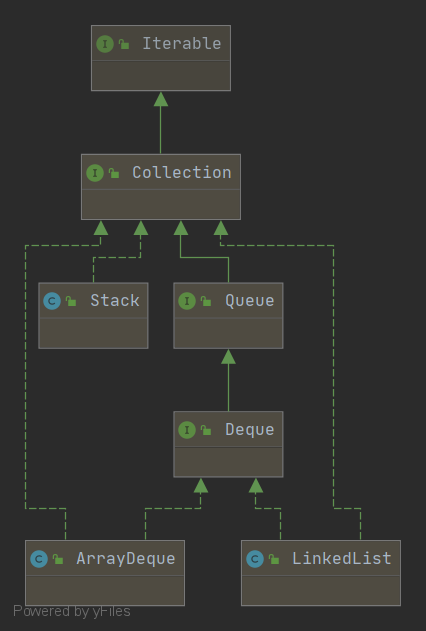 I Iterable
I Collection
C Stack
I Queue
I Deque
C ArrayDeque
C LinkedList
Powered by yFiles